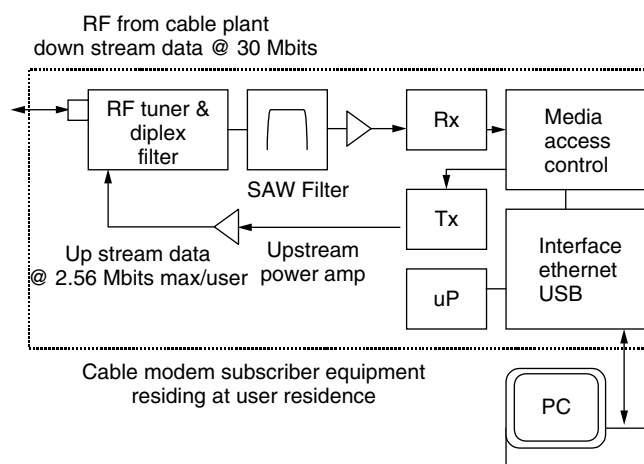 RF from cable plant
down stream data @ 30 Mbits
RF tuner &
diplex
filter
SAW Filter
Rx
Media
access
control
Tx
Up stream data
@ 2.56 Mbits max/user
Upstream
power amp
uP
Interface
ethernet
USB
Cable modem subscriber equipment
residing at user residence
PC